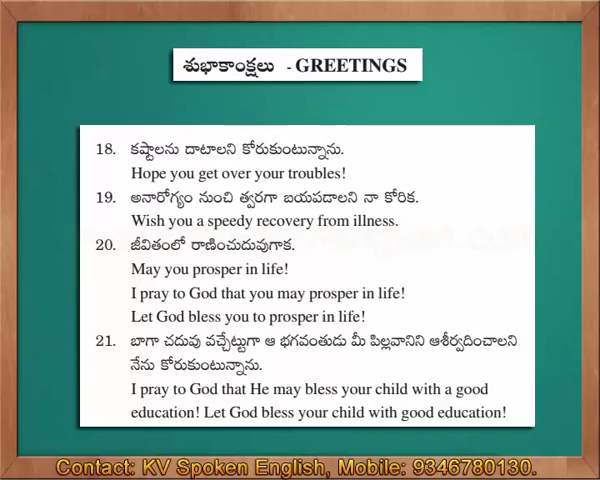 శుభాకాంక్షలు - GREETINGS
18. కష్టాలను దాటాలని కోరుకుంటున్నాను.
Hope you get over your troubles!
19. అనారోగ్యం నుంచి త్వరగా బయపడాలని నా కోరిక.
Wish you a speedy recovery from illness.
20. జీవితంలో రాణించుదువుగాక.
May you prosper in life!
I pray to God that you may prosper in life!
Let God bless you to prosper in life!
21. బాగా చదువు వచ్చేట్టుగా ఆ భగవంతుడు మీ పిల్లవానిని ఆశీర్వదించాలని
నేను కోరుకుంటున్నాను.
I pray to God that He may bless your child with a good
education! Let God bless your child with good education!
Contact: KV Spoken English, Mobile: 9346780130.